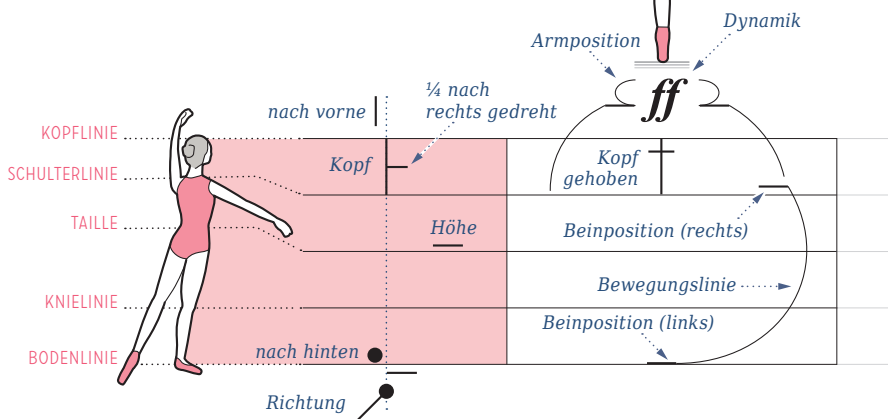 Dynamik
Armposition
ff
¼ nach
rechts gedreht
nach vorne
KOPFLINIE
Kopf
Kopf
gehoben
SCHULTERLINIE
TAILLE
Höhe
Beinposition (rechts)
Bewegungslinie
KNIELINIE
Beinposition (links)
nach hinten
BODENLINIE
Richtung